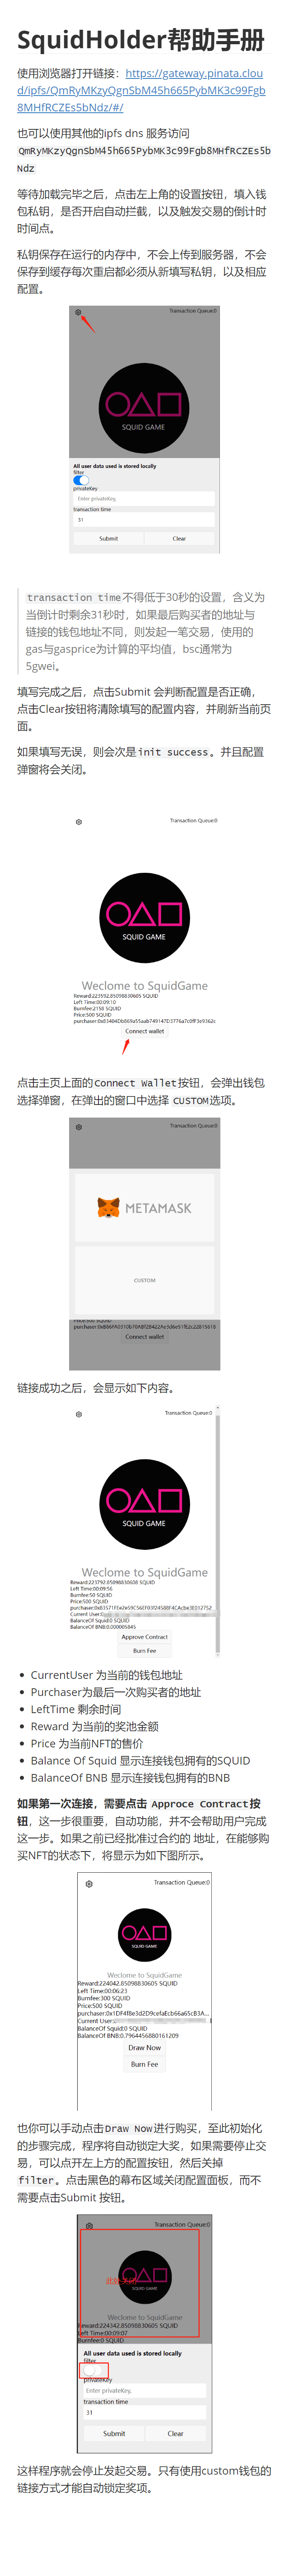 SquidHolder帮助手册
使用浏览器打开链接：https://gateway.pinata.clou
d/ipfs/QmRyMKzyQgnSbM45h665PybMK3c99Fgb
8MHfRCZEs5bNdz/#/
也可以使用其他的ipfs dns 服务访问
QmRyMKzyQgnSbM45h665PybMK3c99Fgb8MHfRCZEs5b
Ndz
等待加载完毕之后，点击左上角的设置按钮，填入钱
包私钥，是否开启自动拦截，以及触发交易的倒计时
时间点。
私钥保存在运行的内存中，不会上传到服务器，不会
保存到缓存每次重启都必须从新填写私钥，以及相应
配置。
Transaction Queue:0
SQUID GAME
All user data used is stored locally
filter
privateKey
Enter privateKey,
transaction time
31
Submit Clear
transaction time不得低于30秒的设置，含义为
当倒计时剩余31秒时，如果最后购买者的地址与
链接的钱包地址不同，则发起一笔交易，使用的
gas与gasprice为计算的平均值，bsc通常为
5gwei。
填写完成之后，点击Submit 会判断配置是否正确，
点击Clear按钮将清除填写的配置内容，并刷新当前页
面。
如果填写无误，则会次是init success。并且配置
弹窗将会关闭。
Transaction Queue:0
SQUID GAME
Weclome to SquidGame
Reward:223592.85098830605 SQUID
Left Time:00:09:10
Burnfee:2158 SQUID
Price:500 SQUID
Connect wallet
点击主页上面的Connect Wallet按钮，会弹出钱包
选择弹窗，在弹出的窗口中选择 CUSTOM选项。
METAMASK
CUSTOM
Connect wallet
链接成功之后，会显示如下内容。
Transaction Queue:0
SQUID GAME
Weclome to SquidGame
Reward:223792.85098830608 SQUID
Left Time:00:09:56
Burnfee:50 SQUID
Price:500 SQUID
Current User:
BalanceOf Squid:0 SQUID
BalanceOf BNB:0.000005845
Approve Contract
Burn Fee
CurrentUser 为当前的钱包地址
Purchaser为最后一次购买者的地址
LeftTime 剩余时间
Reward 为当前的奖池金额
Price 为当前NFT的售价
Balance Of Squid 显示连接钱包拥有的SQUID
BalanceOf BNB 显示连接钱包拥有的BNB
如果第一次连接，需要点击 Approce Contract按
钮，这一步很重要，自动功能，并不会帮助用户完成
这一步。如果之前已经批准过合约的 地址，在能够购
买NFT的状态下，将显示为如下图所示。
Transaction Queue:0
SQUID GAME
Weclome to SquidGame
Reward:224042.85098830605 SQUID
Left Time:00:06:23
Burnfee:300 SQUID
Price:500 SQUID
purchaser:0x1DF4f8e3d2D9cefaEcb66a65cB3A...
Current User:
BalanceOf Squid:0 SQUID
BalanceOf BNB:0.7964456880161209
Draw Now
Burn Fee
也你可以手动点击Draw Now进行购买，至此初始化
的步骤完成，程序将自动锁定大奖，如果需要停止交
易，可以点开左上方的配置按钮，然后关掉
filter。点击黑色的幕布区域关闭配置面板，而不
需要点击Submit 按钮。
Transaction Queue:0
SQUID GAME
Weclome to SquidGame
Reward:224342.85098830605 SQUID
Left Time:00:09:07
Burnfee:0 SQUID
All user data used is stored locally
filter
privateKey
Enter privateKey,
transaction time
31
Submit Clear
这样程序就会停止发起交易。只有使用custom钱包的
链接方式才能自动锁定奖项。